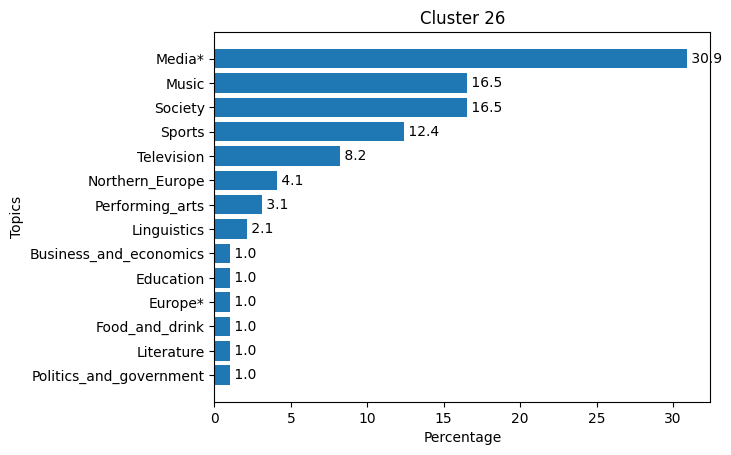 Cluster 26
Media* 30.9
Music 16.5
Society 16.5
Sports 12.4
Television 8.2
Northern_Europe 4.1
Performing_arts 3.1
Linguistics 2.1
Business_and_economics 1.0
Education 1.0
Europe* 1.0
Food_and_drink 1.0
Literature 1.0
Politics_and_government 1.0
Topics
0 5 10 15 20 25 30
Percentage